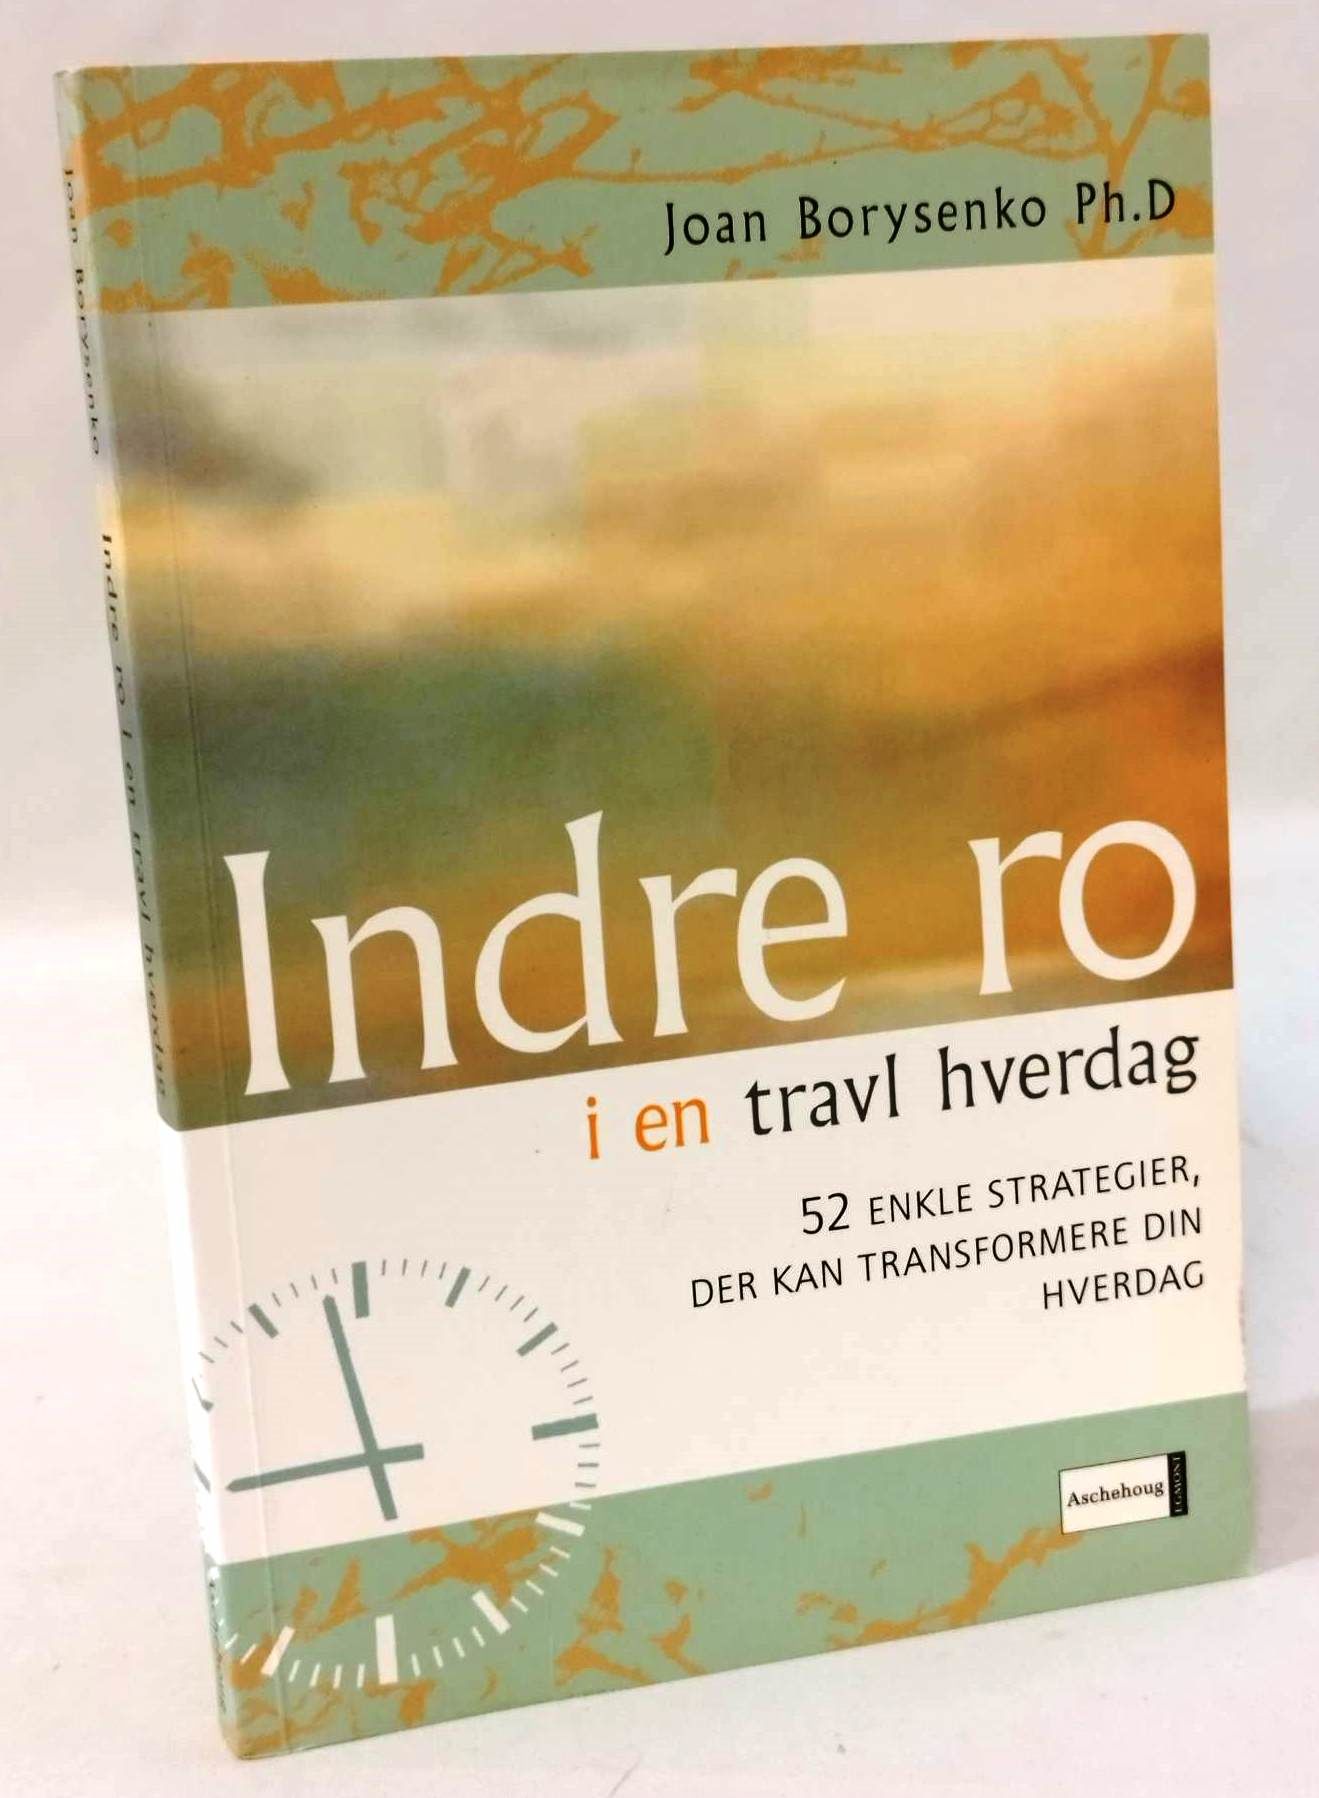 Joan Borysenko Ph.D
Indre ro
i en travl hverdag
52 ENKLE STRATEGIER,
DER KAN TRANSFORMERE DIN
HVERDAG
Aschehoug
EGMONT
Joan Borysenko Indre ro i en travl hverdag